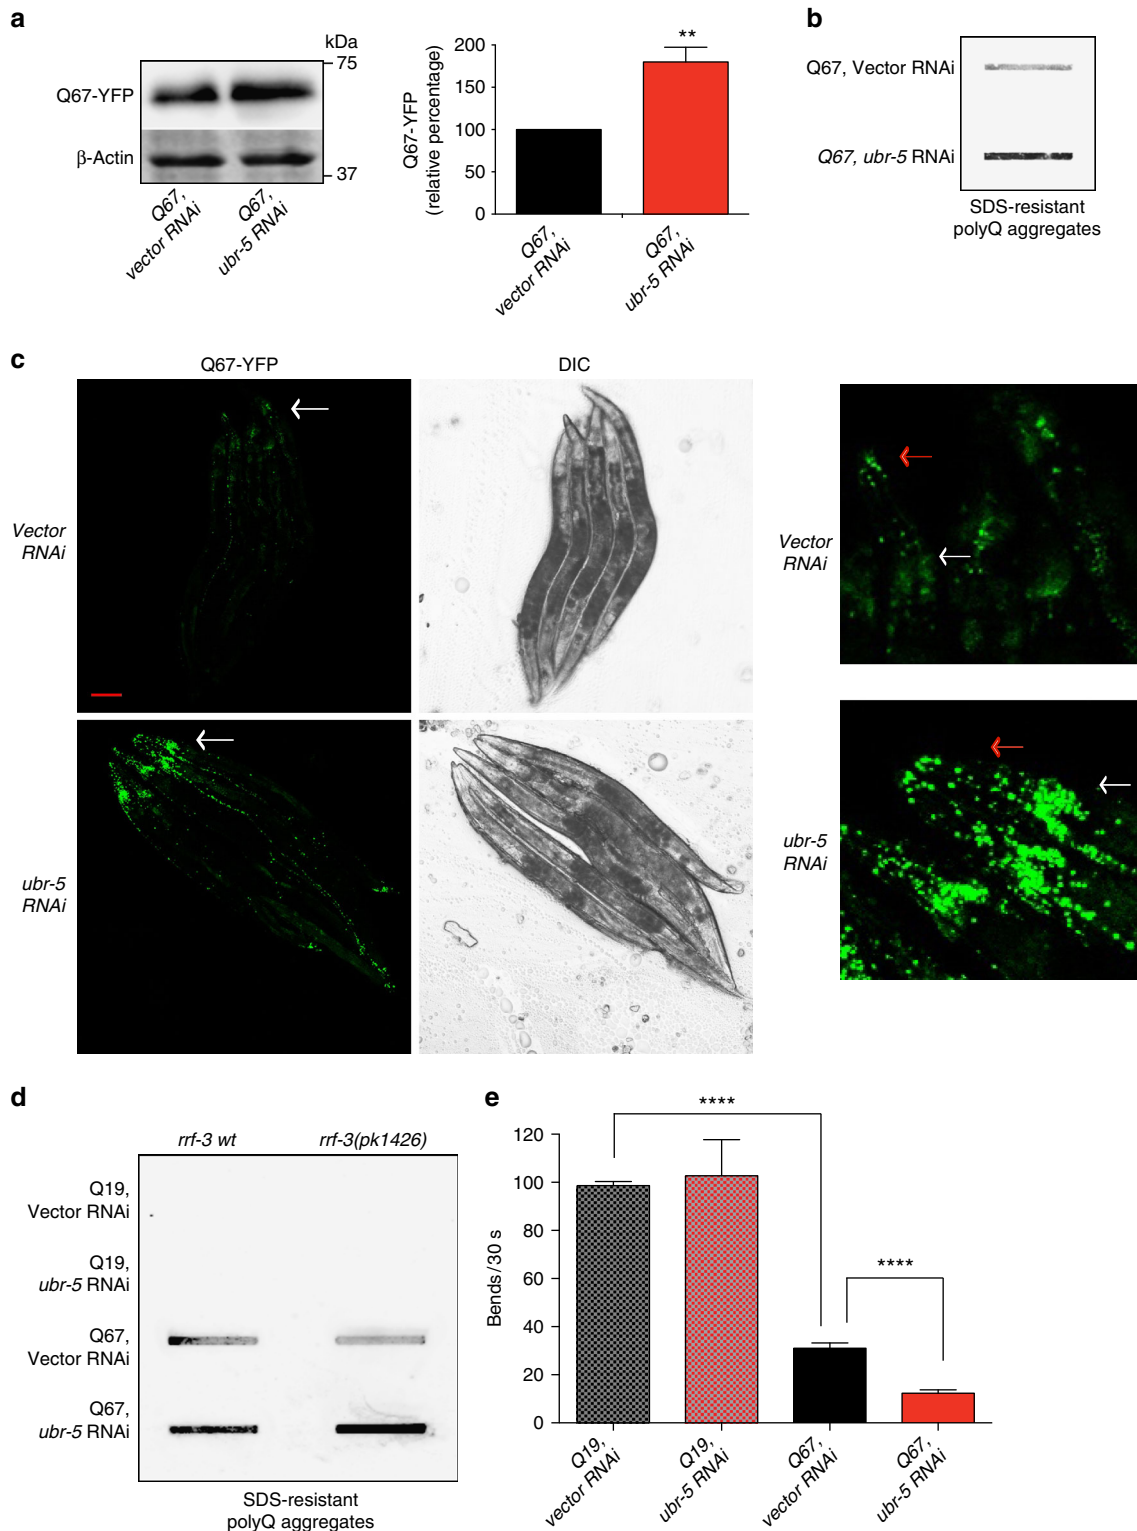 a
kDa
75
Q67-YFP
β-Actin
37
Q67,
vector RNAi
Q67,
ubr-5 RNAi
Q67-YFP
(relative percentage)
200
150
100
50
0
**
Q67,
vector RNAi
Q67,
ubr-5 RNAi
b
Q67, Vector RNAi
Q67, ubr-5 RNAi
SDS-resistant
polyQ aggregates
c
Q67-YFP
DIC
Vector
RNAi
Vector
RNAi
ubr-5
RNAi
ubr-5
RNAi
d
rrf-3 wt
rrf-3(pk1426)
Q19,
Vector RNAi
Q19,
ubr-5 RNAi
Q67,
Vector RNAi
Q67,
ubr-5 RNAi
SDS-resistant
polyQ aggregates
e
Bends/30 s
120
100
80
60
40
20
0
****
****
Q19,
vector RNAi
Q19,
ubr-5 RNAi
Q67,
vector RNAi
Q67,
ubr-5 RNAi